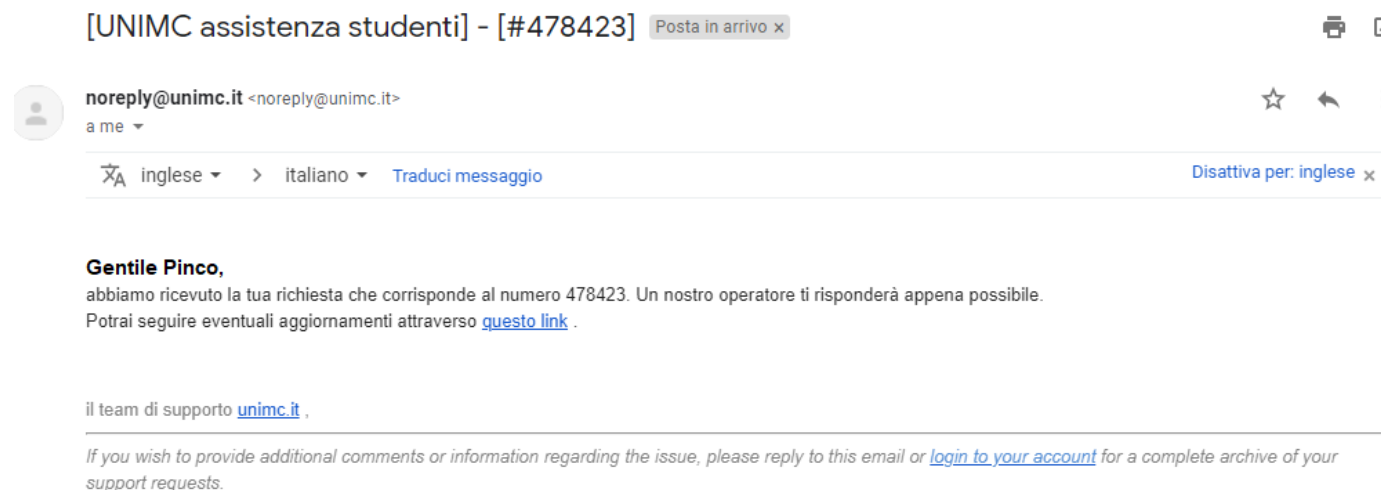 [UNIMC assistenza studenti] - [#478423] Posta in arrivo ×
noreply@unimc.it <noreply@unimc.it>
a me
inglese > italiano Traduci messaggio Disattiva per: inglese ×
Gentile Pinco,
abbiamo ricevuto la tua richiesta che corrisponde al numero 478423. Un nostro operatore ti risponderà appena possibile.
Potrai seguire eventuali aggiornamenti attraverso questo link .
il team di supporto unimc.it ,
If you wish to provide additional comments or information regarding the issue, please reply to this email or login to your account for a complete archive of your
support requests.